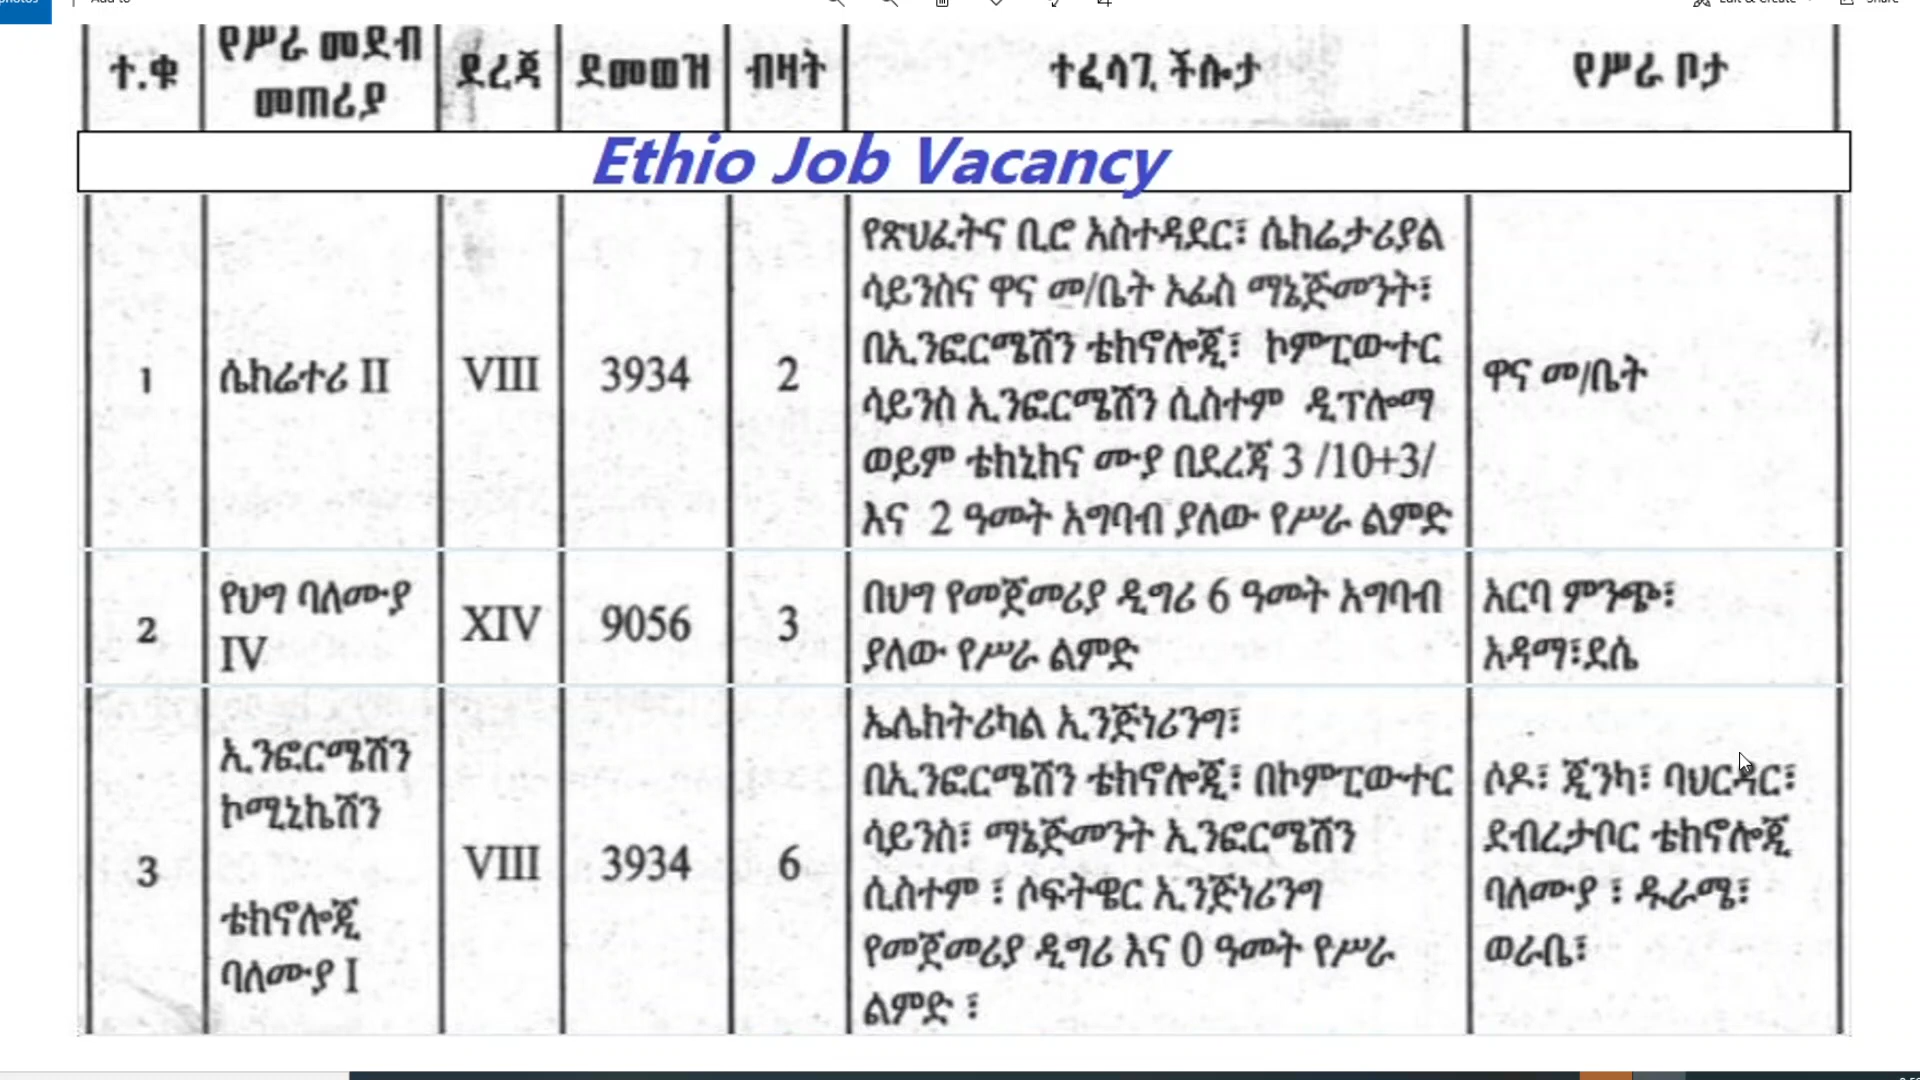 Add to
Edit & Create
Share
ተ.ቁ
የሥራ መደብ
መጠሪያ
ደረጃ
ደመወዝ
ብዛት
ተፈላጊ ችሎታ
የሥራ ቦታ
Ethio Job Vacancy
1
ሴክሬተሪ II
VIII
3934
2
የጽህፈትና ቢሮ አስተዳደር፣ ሴክሬታሪያል
ሳይንስና ዋና መ/ቤት ኦፊስ ማኔጅመንት፣
በኢንፎርሜሽን ቴክኖሎጂ፣ ኮምፒውተር
ሳይንስ ኢንፎርሜሽን ሲስተም ዲፕሎማ
ወይም ቴክኒክና ሙያ በደረጃ 3 /10+3/
እና 2 ዓመት አግባብ ያለው የሥራ ልምድ
ዋና መ/ቤት
2
የህግ ባለሙያ
IV
XIV
9056
3
በህግ የመጀመሪያ ዲግሪ 6 ዓመት አግባብ
ያለው የሥራ ልምድ
አርባ ምንጭ፣
አዳማ፣ደሴ
3
ኢንፎርሜሽን
ኮሚኒኬሽን
ቴክኖሎጂ
ባለሙያ I
VIII
3934
6
ኤሌክትሪካል ኢንጅነሪንግ፣
በኢንፎርሜሽን ቴክኖሎጂ፣ በኮምፒውተር
ሳይንስ፣ ማኔጅመንት ኢንፎርሜሽን
ሲስተም ፣ ሶፍትዌር ኢንጅነሪንግ
የመጀመሪያ ዲግሪ እና 0 ዓመት የሥራ
ልምድ ፣
ሶዶ፣ ጂንካ፣ ባህርዳር፣
ደብረታቦር ቴክኖሎጂ
ባለሙያ ፣ ዱራሜ፣
ወራቤ፣